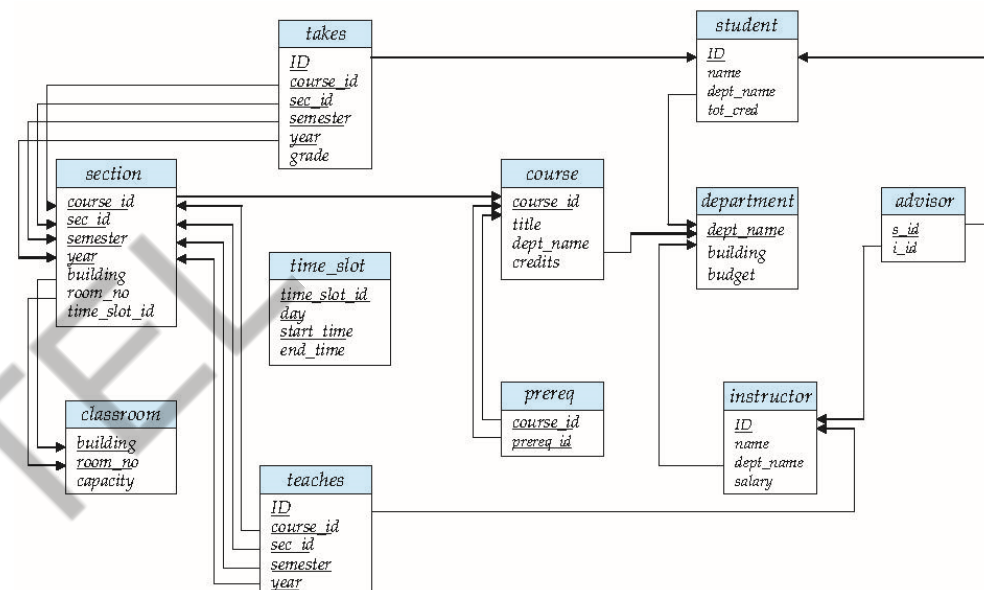 takes
ID
course_id
sec_id
semester
year
grade
student
ID
name
dept_name
tot_cred
section
course_id
sec_id
semester
year
building
room_no
time_slot_id
course
course_id
title
dept_name
credits
department
dept_name
building
budget
advisor
s_id
i_id
time_slot
time_slot_id
day
start_time
end_time
prereq
course_id
prereq_id
instructor
ID
name
dept_name
salary
classroom
building
room_no
capacity
teaches
ID
course_id
sec_id
semester
year
TEL